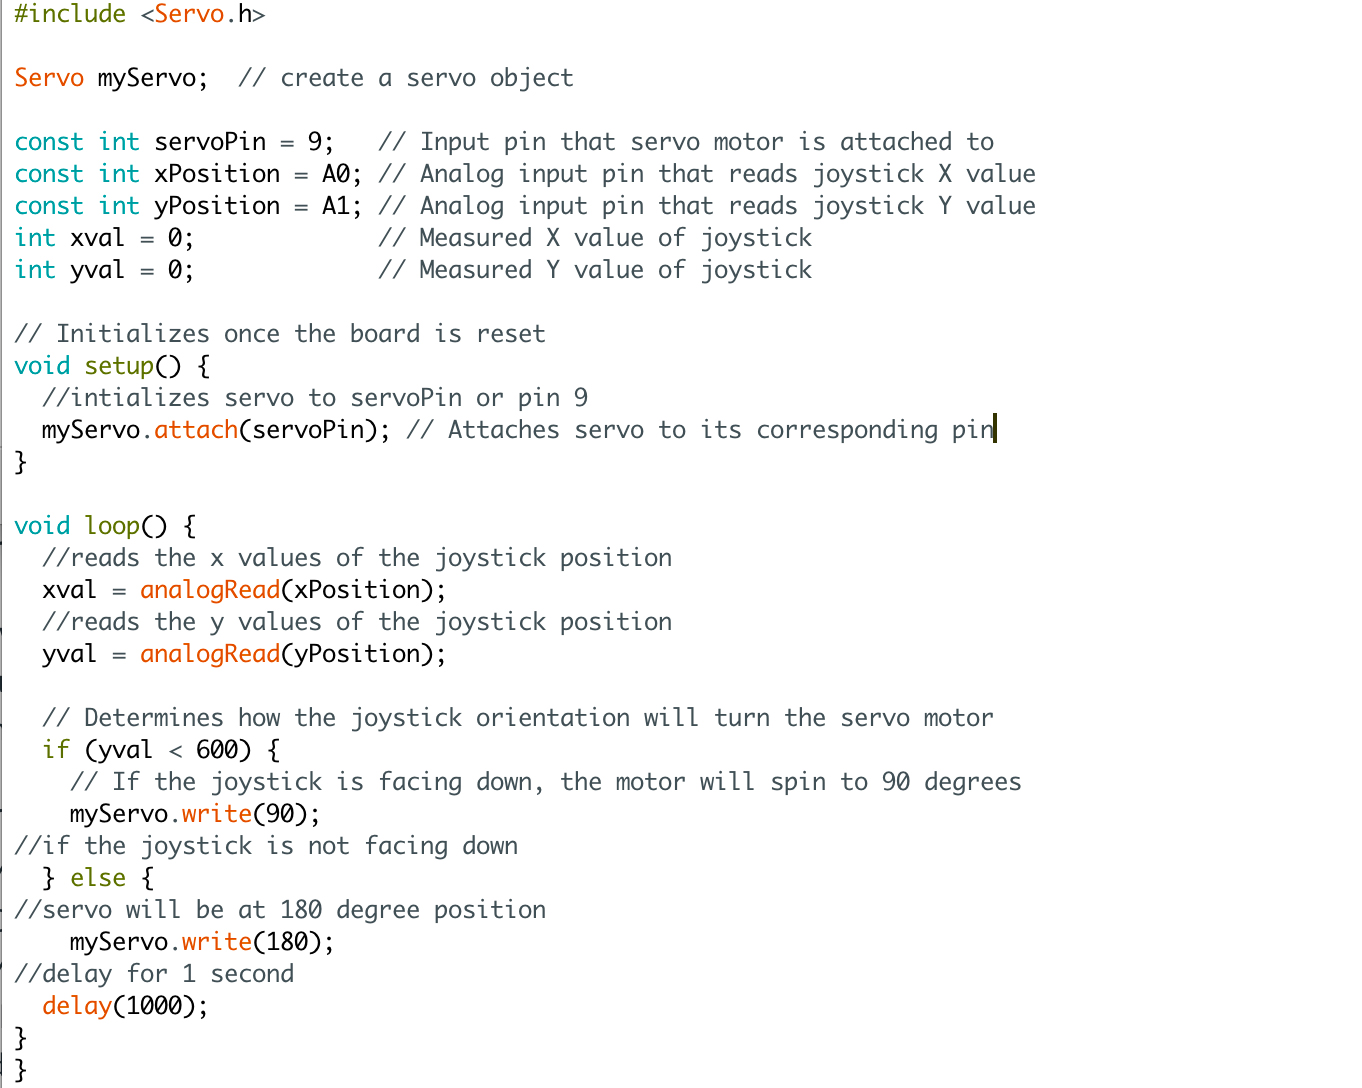 #include <Servo.h>
Servo myServo;  // create a servo object
const int servoPin = 9;   // Input pin that servo motor is attached to
const int xPosition = A0; // Analog input pin that reads joystick X value
const int yPosition = A1; // Analog input pin that reads joystick Y value
int xval = 0;             // Measured X value of joystick
int yval = 0;             // Measured Y value of joystick
// Initializes once the board is reset
void setup() {
  //intializes servo to servoPin or pin 9
  myServo.attach(servoPin); // Attaches servo to its corresponding pin
}
void loop() {
  //reads the x values of the joystick position
  xval = analogRead(xPosition);
  //reads the y values of the joystick position
  yval = analogRead(yPosition);
  // Determines how the joystick orientation will turn the servo motor
  if (yval < 600) {
    // If the joystick is facing down, the motor will spin to 90 degrees
    myServo.write(90);
//if the joystick is not facing down
  } else {
//servo will be at 180 degree position
    myServo.write(180);
//delay for 1 second
  delay(1000);
}
}